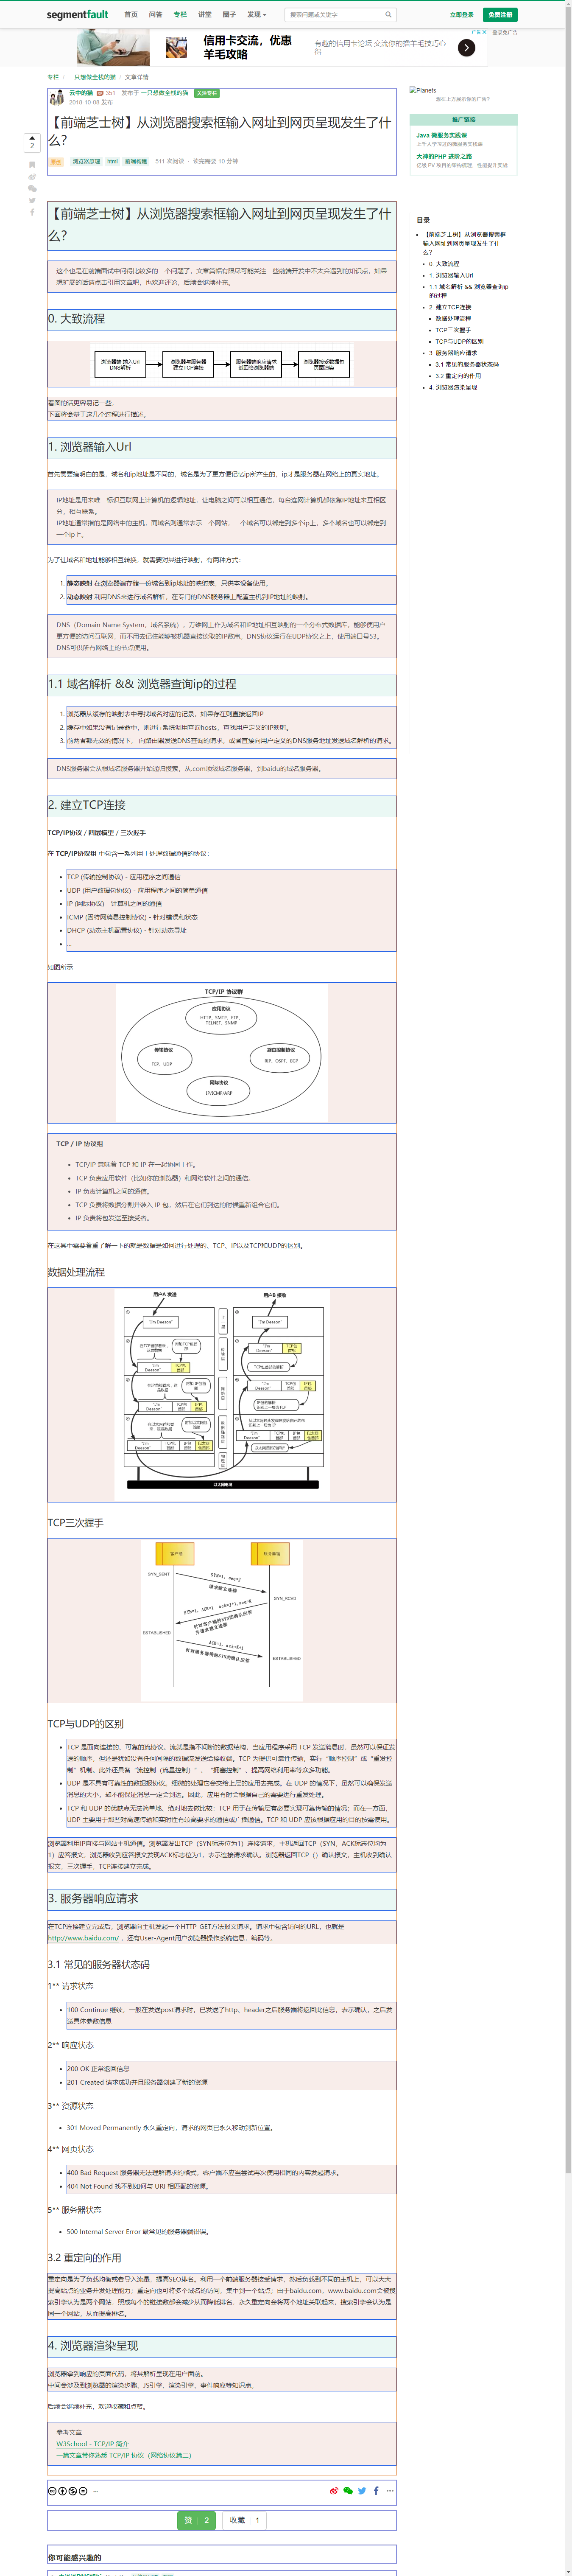 segmentfault 首页 问答 专栏 讲堂 圈子 发现 搜索问题或关键字 立即登录 免费注册
信用卡交流，优惠羊毛攻略
有趣的信用卡论坛 交流你的撸羊毛技巧心得
广告 登录免广告
专栏 / 一只想做全栈的猫 / 文章详情
云中的猫 351 发布于 一只想做全栈的猫 关注专栏
2018-10-08 发布
【前端芝士树】从浏览器搜索框输入网址到网页呈现发生了什么？
浏览器原理 html 前端构建 311 次阅读 · 读完需要 10 分钟
2
Planets
推广链接
Java 微服务实践课
上千人学习过的微服务实践课
大神的PHP 进阶之路
亿级 PV 项目的架构梳理，性能提升实战
目录
【前端芝士树】从浏览器搜索框输入网址到网页呈现发生了什么？
0. 大致流程
1. 浏览器输入Url
1.1 域名解析 && 浏览器查询ip的过程
2. 建立TCP连接
数据处理流程
TCP三次握手
TCP与UDP的区别
3. 服务器响应请求
3.1 常见的服务器状态码
3.2 重定向的作用
4. 浏览器渲染呈现
【前端芝士树】从浏览器搜索框输入网址到网页呈现发生了什么？
这个也是在前端面试中问得比较多的一个问题了，文章篇幅有限尽可能关注一些前端开发中不太会遇到的知识点，如果想扩展的话请点击引用文章吧，也欢迎评论，后续会继续补充。
0. 大致流程
浏览器端 输入Url
DNS解析
浏览器与服务器
建立TCP连接
服务器端响应请求
返回给浏览器端
浏览器接受数据包
页面渲染
看图的话更容易记一些，
下面将会基于这几个过程进行描述。
1. 浏览器输入Url
首先需要搞明白的是，域名和ip地址是不同的，域名是为了更方便记忆ip所产生的，ip才是服务器在网络上的真实地址。
IP地址是用来唯一标识互联网上计算机的逻辑地址，让电脑之间可以相互通信，每台连网计算机都依靠IP地址来互相区分，相互联系。
IP地址通常指的是网络中的主机，而域名则通常表示一个网站，一个域名可以绑定到多个ip上，多个域名也可以绑定到一个ip上。
为了让域名和地址能够相互转换，就需要对其进行映射，有两种方式：
1. 静态映射 在浏览器端存储一份域名到ip地址的映射表，只供本设备使用。
2. 动态映射 利用DNS来进行域名解析，在专门的DNS服务器上配置主机到IP地址的映射。
DNS（Domain Name System，域名系统），万维网上作为域名和IP地址相互映射的一个分布式数据库，能够使用户更方便的访问互联网，而不用去记住能够被机器直接读取的IP数串。DNS协议运行在UDP协议之上，使用端口号53。
DNS可供所有网络上的节点使用。
1.1 域名解析 && 浏览器查询ip的过程
1. 浏览器从缓存的映射表中寻找域名对应的记录，如果存在则直接返回IP
2. 缓存中如果没有记录命中，则进行系统调用查询hosts，查找用户定义的IP映射。
3. 前两者都无效的情况下， 向路由器发送DNS查询的请求，或者直接向用户定义的DNS服务地址发送域名解析的请求。
DNS服务器会从根域名服务器开始递归搜索，从.com顶级域名服务器，到baidu的域名服务器。
2. 建立TCP连接
TCP/IP协议 / 四层模型 / 三次握手
在 TCP/IP协议组 中包含一系列用于处理数据通信的协议：
TCP (传输控制协议) - 应用程序之间通信
UDP (用户数据包协议) - 应用程序之间的简单通信
IP (网际协议) - 计算机之间的通信
ICMP (因特网消息控制协议) - 针对错误和状态
DHCP (动态主机配置协议) - 针对动态寻址
...
如图所示
TCP/IP 协议群
应用协议
HTTP、SMTP、FTP、
TELNET、SNMP
传输协议
TCP、UDP
路由控制协议
RIP、OSPF、BGP
网际协议
IP/ICMP/ARP
TCP / IP 协议组
TCP/IP 意味着 TCP 和 IP 在一起协同工作。
TCP 负责应用软件（比如你的浏览器）和网络软件之间的通信。
IP 负责计算机之间的通信。
TCP 负责将数据分割并装入 IP 包，然后在它们到达的时候重新组合它们。
IP 负责将包发送至接受者。
在这其中需要着重了解一下的就是数据是如何进行处理的、TCP、IP以及TCP和UDP的区别。
数据处理流程
用户A 发送
用户B 接收
"I'm Deeson"
以太网电缆
TCP三次握手
客户端
服务器端
SYN_SENT
SYN=1，seq=J
请求建立连接
SYN_RCVD
SYN=1，ACK=1
针对客户端的SYN的确认应答
并请求建立连接
ESTABLISHED
针对服务器端的SYN的确认应答
ESTABLISHED
TCP与UDP的区别
TCP 是面向连接的、可靠的流协议。流就是指不间断的数据结构，当应用程序采用 TCP 发送消息时，虽然可以保证发送的顺序，但还是犹如没有任何间隔的数据流发送给接收端。TCP 为提供可靠性传输，实行“顺序控制”或“重发控制”机制。此外还具备“流控制（流量控制）”、 “拥塞控制”、提高网络利用率等众多功能。
UDP 是不具有可靠性的数据报协议。细微的处理它会交给上层的应用去完成。在 UDP 的情况下，虽然可以确保发送消息的大小，却不能保证消息一定会到达。因此，应用有时会根据自己的需要进行重发处理。
TCP 和 UDP 的优缺点无法简单地、绝对地去做比较：TCP 用于在传输层有必要实现可靠传输的情况；而在一方面，UDP 主要用于那些对高速传输和实时性有较高要求的通信或广播通信。TCP 和 UDP 应该根据应用的目的按需使用。
浏览器利用IP直接与网站主机通信。浏览器发出TCP（SYN标志位为1）连接请求，主机返回TCP（SYN，ACK标志位均为1）应答报文，浏览器收到应答报文发现ACK标志位为1，表示连接请求确认。浏览器返回TCP（）确认报文，主机收到确认报文，三次握手，TCP连接建立完成。
3. 服务器响应请求
在TCP连接建立完成后，浏览器向主机发起一个HTTP-GET方法报文请求。请求中包含访问的URL，也就是
http://www.baidu.com/ ，还有User-Agent用户浏览器操作系统信息，编码等。
3.1 常见的服务器状态码
1** 请求状态
100 Continue 继续，一般在发送post请求时，已发送了http、header之后服务端将返回此信息，表示确认，之后发送具体参数信息
2** 响应状态
200 OK 正常返回信息
201 Created 请求成功并且服务器创建了新的资源
3** 资源状态
301 Moved Permanently 永久重定向，请求的网页已永久移动到新位置。
4** 网页状态
400 Bad Request 服务器无法理解请求的格式，客户端不应当尝试再次使用相同的内容发起请求。
404 Not Found 找不到如何与 URI 相匹配的资源。
5** 服务器状态
500 Internal Server Error 最常见的服务器端错误。
3.2 重定向的作用
重定向是为了负载均衡或者导入流量，提高SEO排名。利用一个前端服务器接受请求，然后负载到不同的主机上，可以大大提高站点的业务并发处理能力；重定向也可将多个域名的访问，集中到一个站点；由于baidu.com，www.baidu.com会被搜索引擎认为是两个网站，照成每个的链接数都会减少从而降低排名，永久重定向会将两个地址关联起来，搜索引擎会认为是同一个网站，从而提高排名。
4. 浏览器渲染呈现
浏览器拿到响应的页面代码，将其解析呈现在用户面前。
中间会涉及到浏览器的渲染步骤，JS引擎，渲染引擎，事件响应等知识点。
后续会继续补充，欢迎收藏和点赞。
参考文章
W3School - TCP/IP 简介
一篇文章带你熟悉 TCP/IP 协议（网络协议篇二）
赞 2 收藏 1
你可能感兴趣的